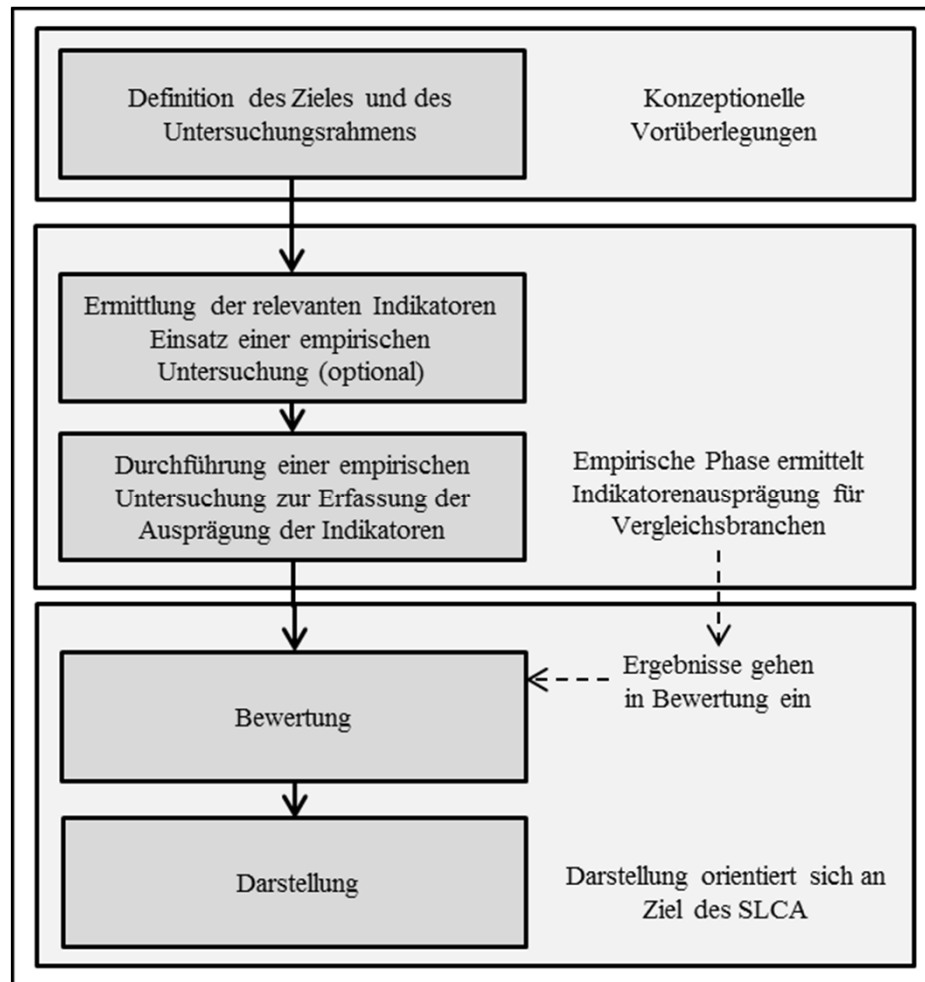 Definition des Zieles und des
Untersuchungsrahmens
Konzeptionelle
Vorüberlegungen
Ermittlung der relevanten Indikatoren
Einsatz einer empirischen
Untersuchung (optional)
Durchführung einer empirischen
Untersuchung zur Erfassung der
Ausprägung der Indikatoren
Empirische Phase ermittelt
Indikatorenausprägung für
Vergleichsbranchen
Bewertung
Ergebnisse gehen
in Bewertung ein
Darstellung
Darstellung orientiert sich an
Ziel des SLCA